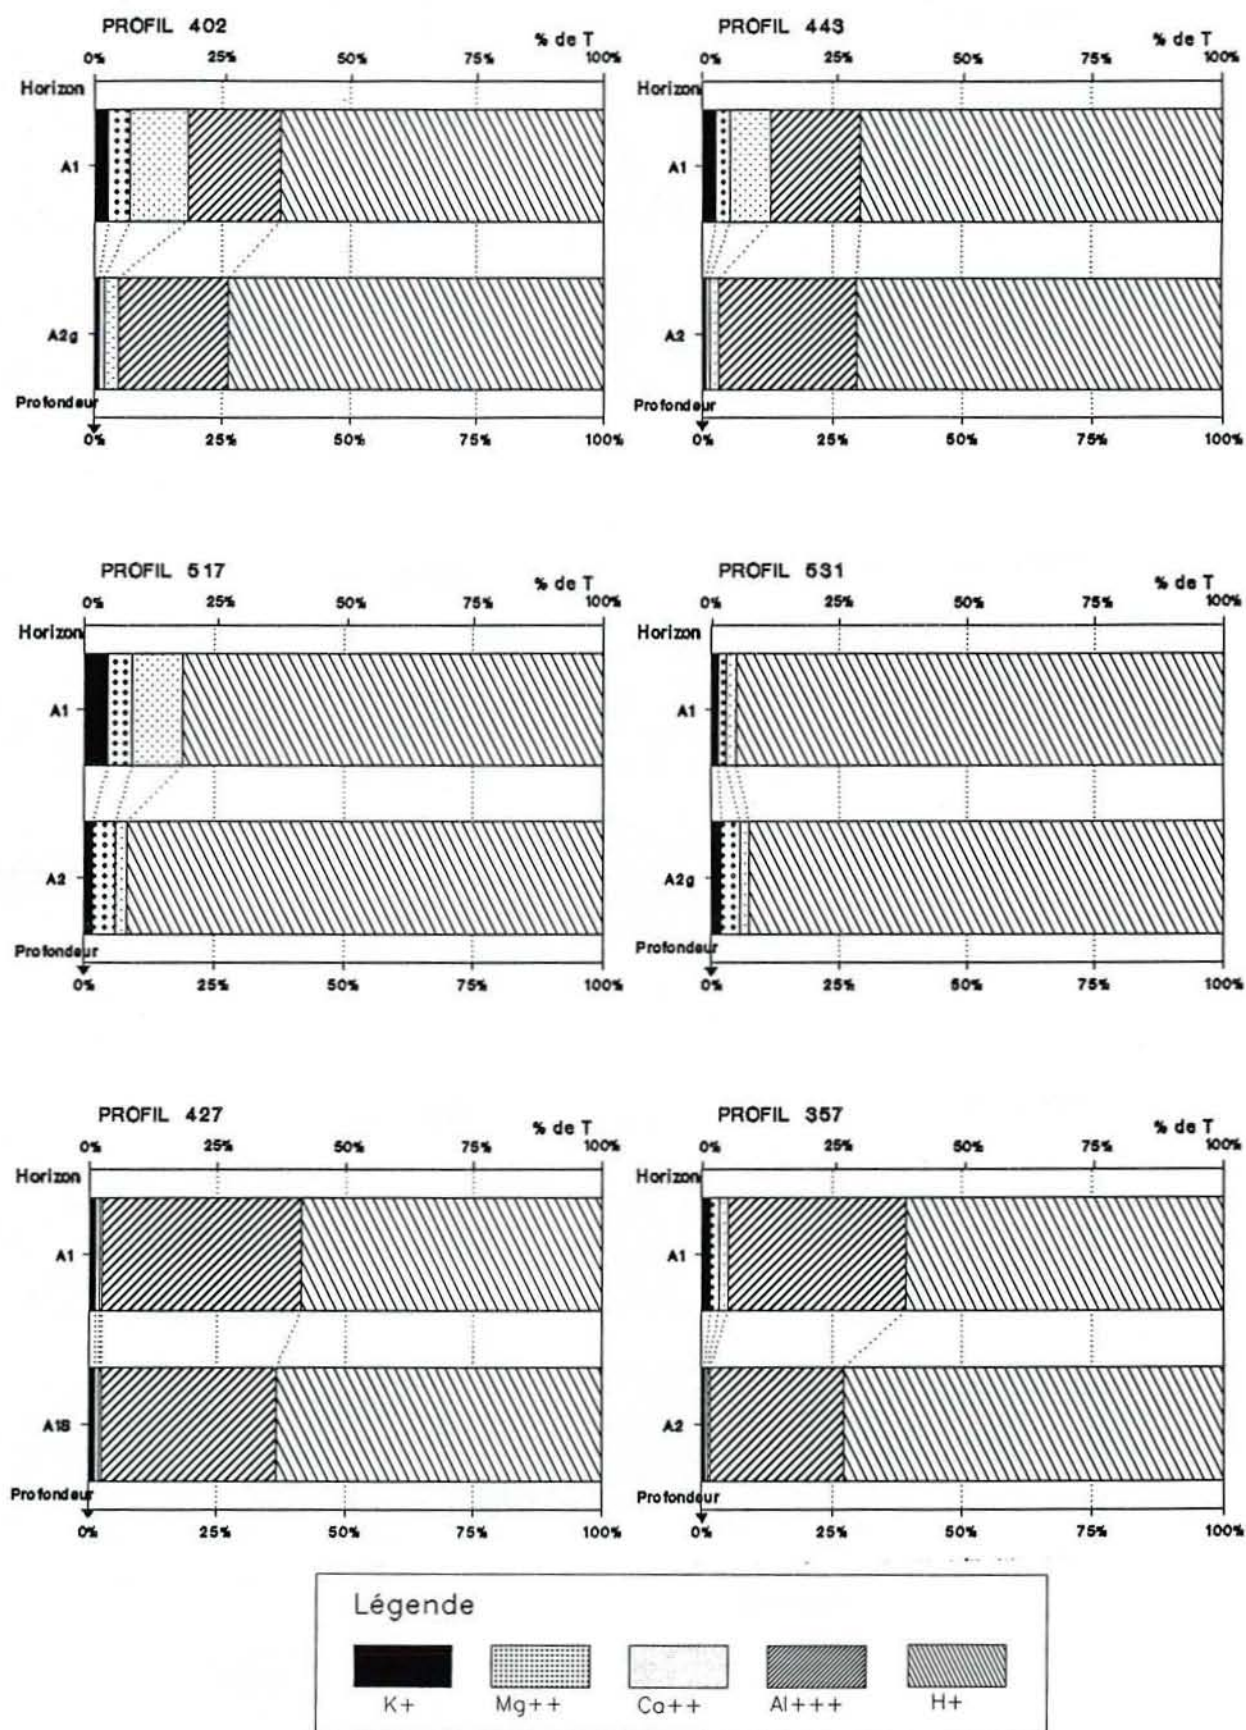 PROFIL 402
% de T
0% 25% 50% 75% 100%
Horizon
A1
A2g
Profondeur
0% 25% 50% 75% 100%
PROFIL 443
% de T
0% 25% 50% 75% 100%
Horizon
A1
A2
Profondeur
0% 25% 50% 75% 100%
PROFIL 517
% de T
0% 25% 50% 75% 100%
Horizon
A1
A2
Profondeur
0% 25% 50% 75% 100%
PROFIL 531
% de T
0% 25% 50% 75% 100%
Horizon
A1
A2g
Profondeur
0% 25% 50% 75% 100%
PROFIL 427
% de T
0% 25% 50% 75% 100%
Horizon
A1
A1S
Profondeur
0% 25% 50% 75% 100%
PROFIL 357
% de T
0% 25% 50% 75% 100%
Horizon
A1
A2
Profondeur
0% 25% 50% 75% 100%
Légende
K+ Mg++ Ca++ Al+++ H+